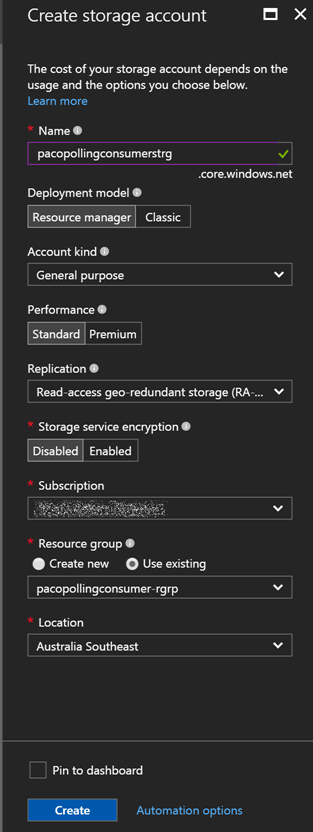 Create storage account
The cost of your storage account depends on the
usage and the options you choose below.
Learn more
* Name
pacopollingconsumerstrg
.core.windows.net
Deployment model
Resource manager Classic
Account kind
General purpose
Performance
Standard Premium
Replication
Read-access geo-redundant storage (RA-...
* Storage service encryption
Disabled Enabled
* Subscription
* Resource group
Create new Use existing
pacopollingconsumer-rgrp
* Location
Australia Southeast
Pin to dashboard
Create Automation options